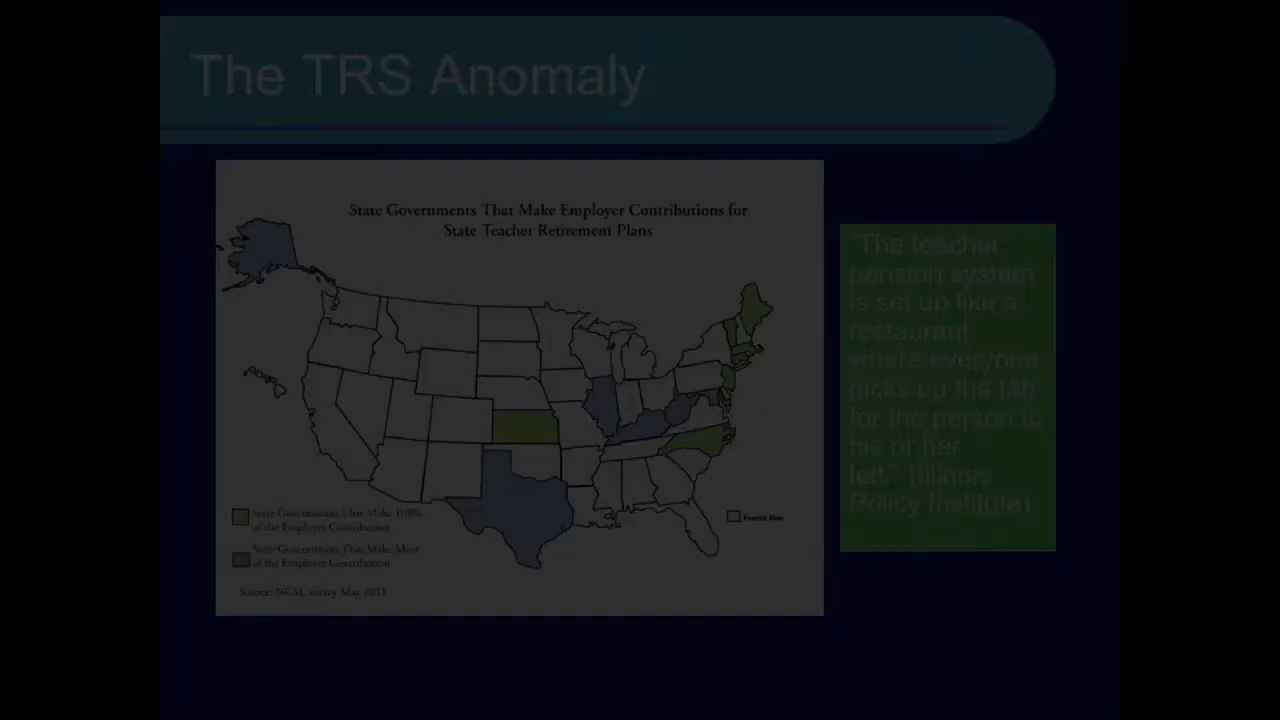 The TRS Anomaly
State Governments That Make Employer Contributions for
State Teacher Retirement Plans
"The teacher
pension system
is set up like a
restaurant
where everyone
picks up the tab
for the person to
his or her
left." (Illinois
Policy Institute)
State Governments That Make 100%
of the Employer Contribution
State Governments That Make Most
of the Employer Contribution
Puerto Rico
Source: NCSL survey May 2011